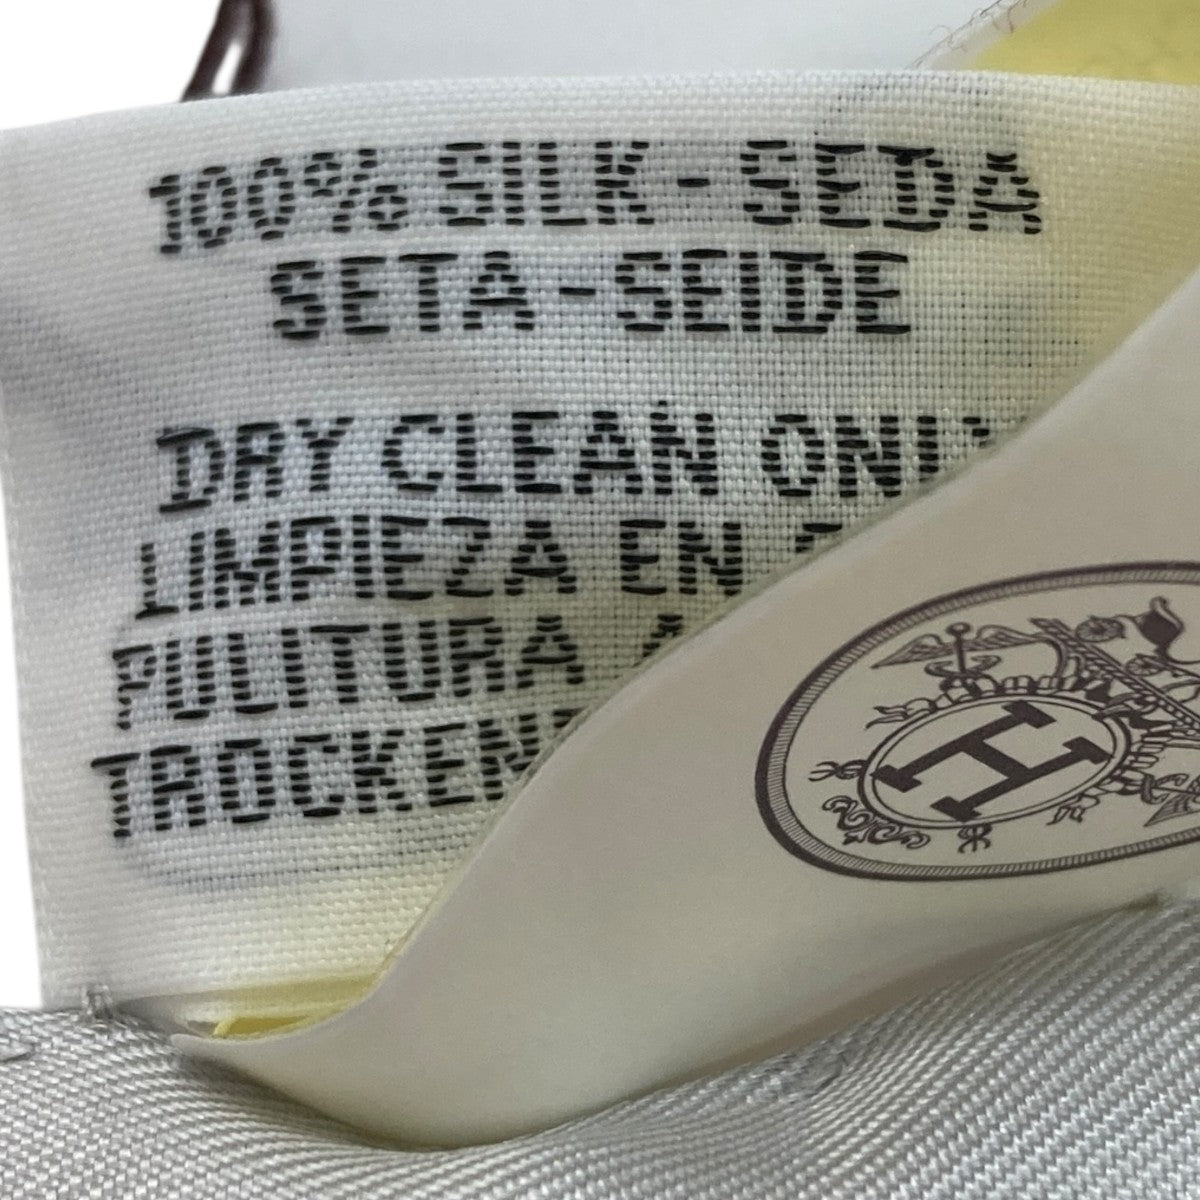 100% SILK - SEDA
SETA - SEIDE
DRY CLEAN
LIMPIEZA EN
PULITURA
H